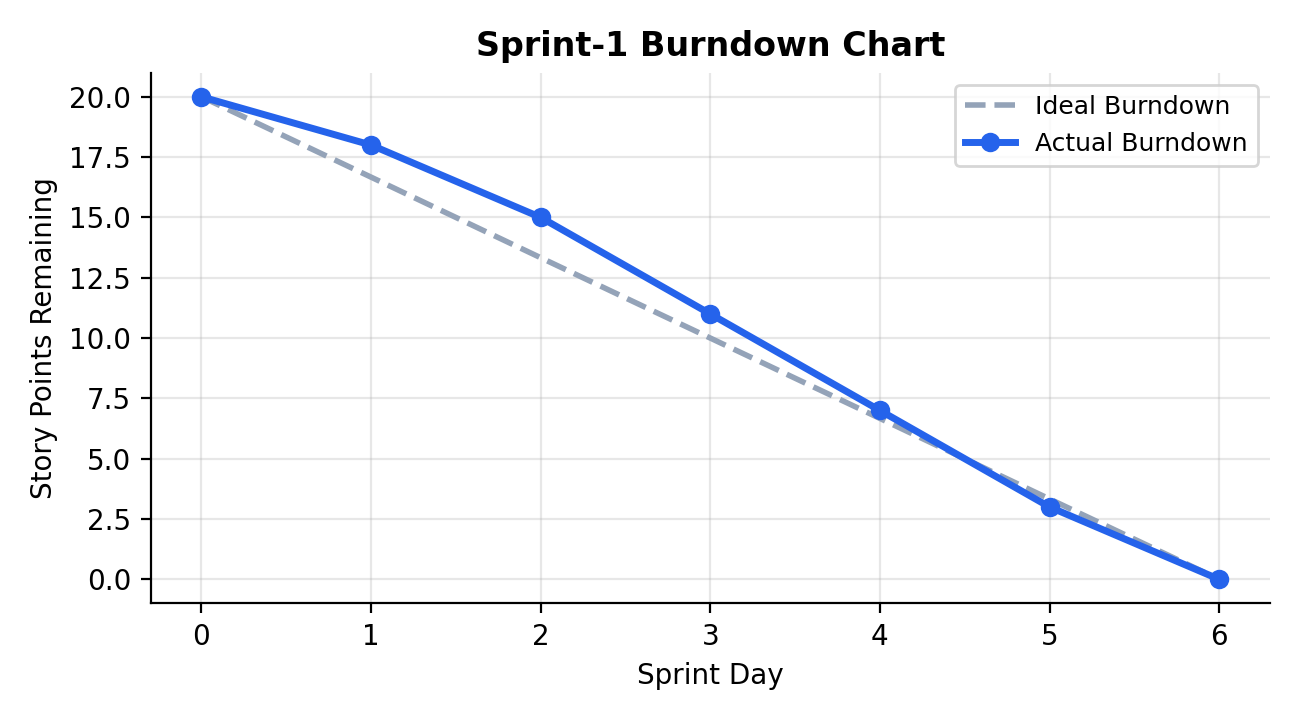 Sprint-1 Burndown Chart
Ideal Burndown
Actual Burndown
Story Points Remaining
20.0
17.5
15.0
12.5
10.0
7.5
5.0
2.5
0.0
0 1 2 3 4 5 6
Sprint Day